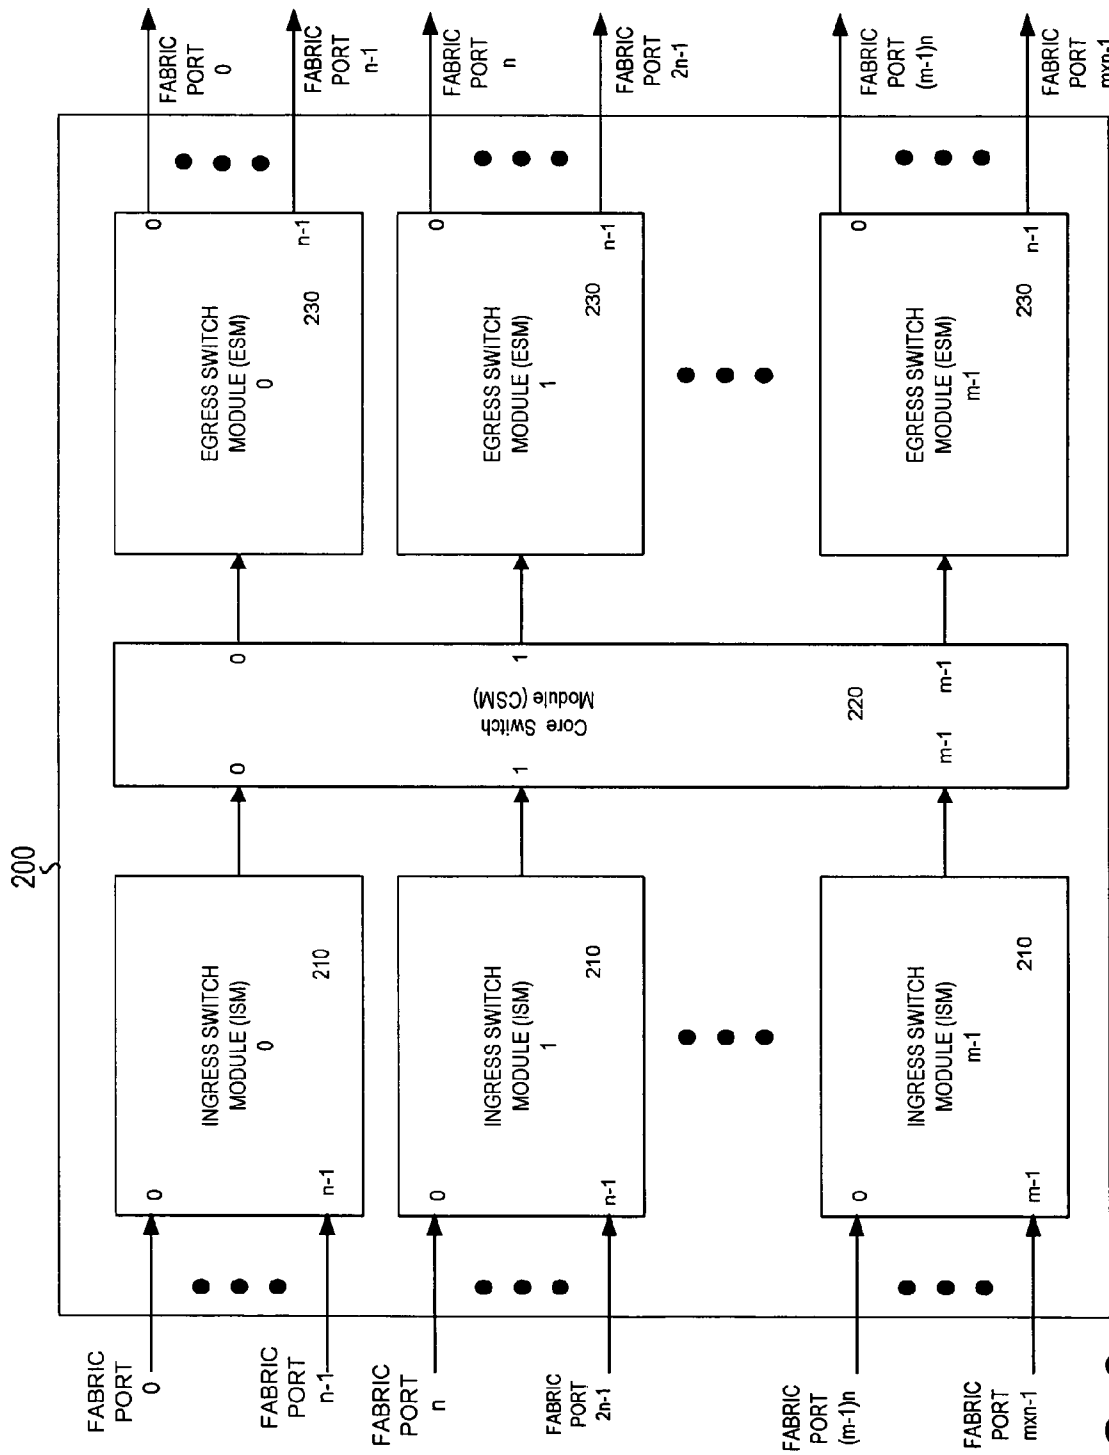 200
FABRIC
PORT
0
FABRIC
PORT
n-1
FABRIC
PORT
n
FABRIC
PORT
2n-1
FABRIC
PORT
(m-1)n
FABRIC
PORT
mxn-1
0
INGRESS SWITCH
MODULE (ISM)
0
210
n-1
0
INGRESS SWITCH
MODULE (ISM)
1
210
n-1
0
INGRESS SWITCH
MODULE (ISM)
m-1
210
m-1
0
0
1
Core Switch
Module (CSM)
1
220
m-1
m-1
EGRESS SWITCH
MODULE (ESM)
0
0
230
n-1
EGRESS SWITCH
MODULE (ESM)
1
0
230
n-1
EGRESS SWITCH
MODULE (ESM)
m-1
0
230
n-1
FABRIC
PORT
0
FABRIC
PORT
n-1
FABRIC
PORT
n
FABRIC
PORT
2n-1
FABRIC
PORT
(m-1)n
FABRIC
PORT
mxn-1